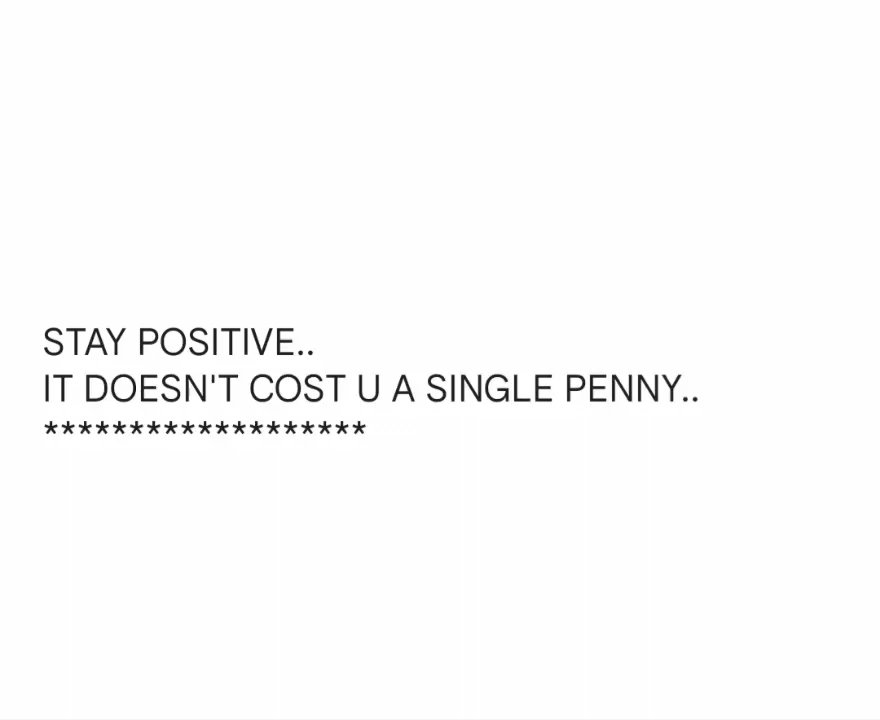 STAY POSITIVE..
IT DOESN'T COST U A SINGLE PENNY..
*******************